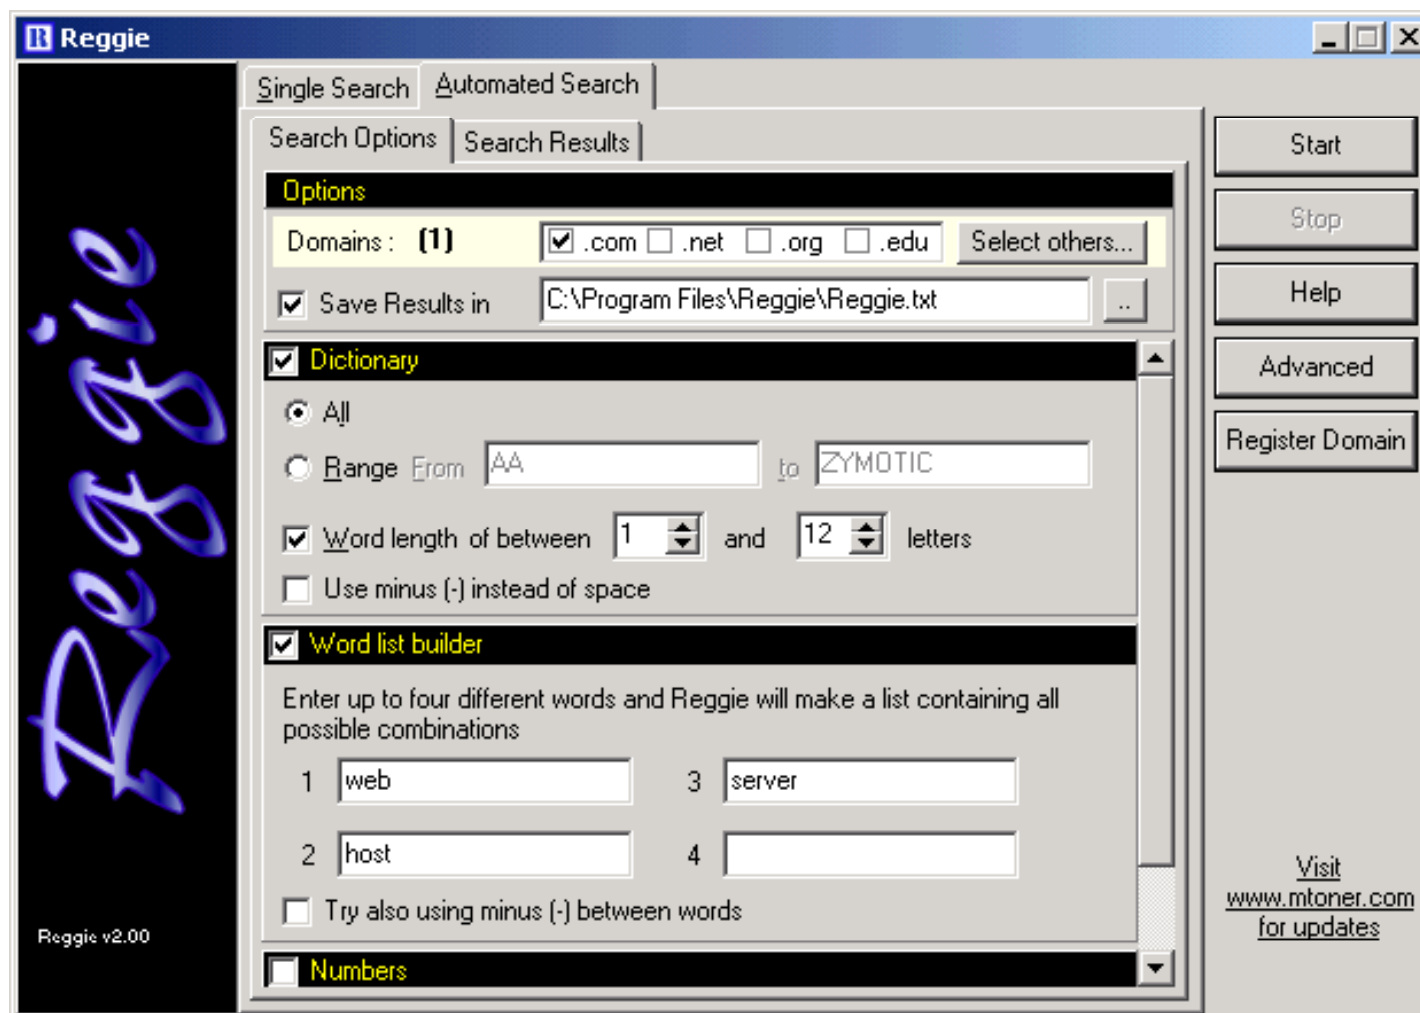 Reggie
Single Search Automated Search
Search Options Search Results
Options
Domains : (1) .com .net .org .edu Select others...
Save Results in C:\Program Files\Reggie\Reggie.txt ..
Dictionary
All
Range From AA to ZYMOTIC
Word length of between 1 and 12 letters
Use minus (-) instead of space
Word list builder
Enter up to four different words and Reggie will make a list containing all
possible combinations
1 web 3 server
2 host 4
Try also using minus (-) between words
Numbers
Start
Stop
Help
Advanced
Register Domain
Visit
www.mtoner.com
for updates
Reggie
Reggie v2.00